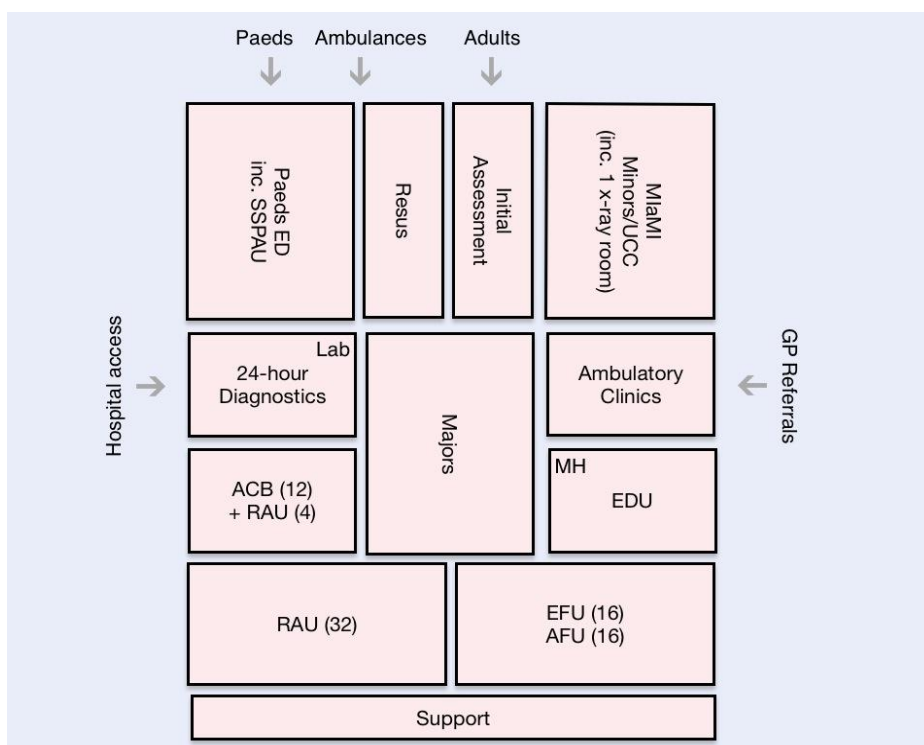 Paeds
Ambulances
Adults
Paeds ED
inc. SSPAU
Resus
Initial
Assessment
MIaMI
Minors/UCC
(inc. 1 x-ray room)
Hospital access
Lab
24-hour
Diagnostics
Majors
Ambulatory
Clinics
GP Referrals
ACB (12)
+ RAU (4)
MH
EDU
RAU (32)
EFU (16)
AFU (16)
Support